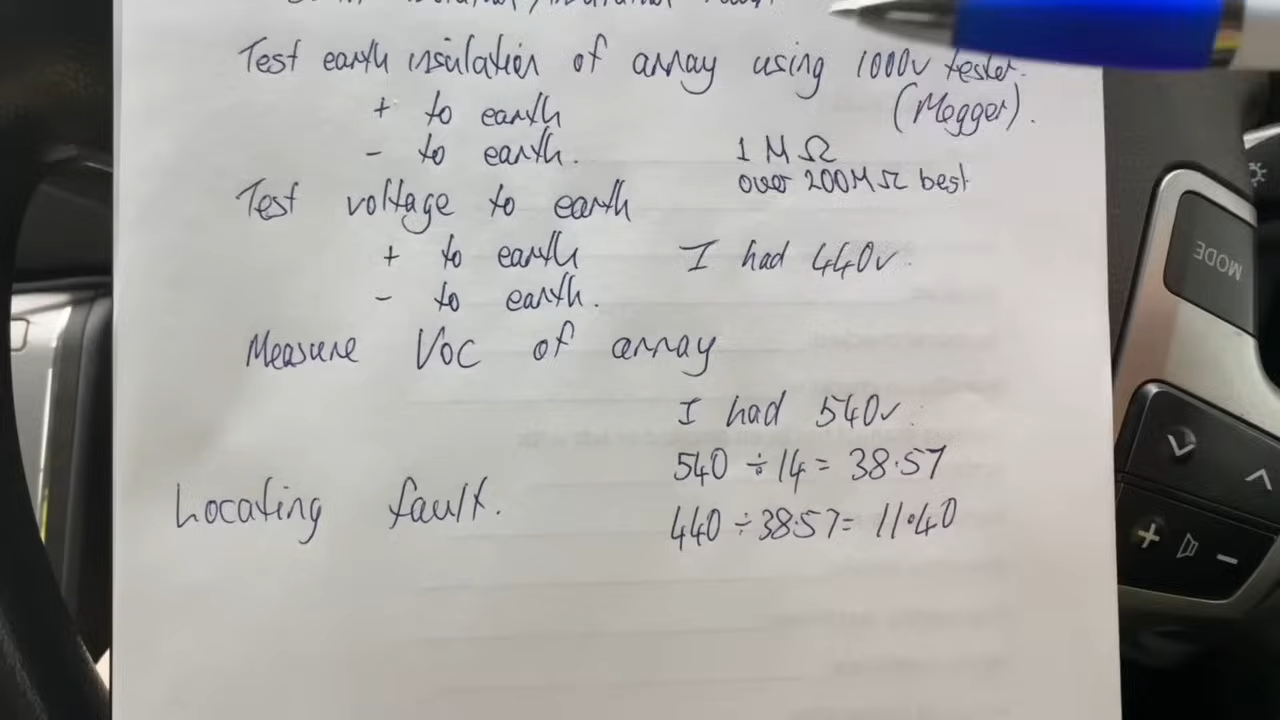 Test earth insulation of array using 1000v tester.
(Megger).
+ to earth
- to earth.
1 M Ω
over 200MΩ best
Test voltage to earth
+ to earth
I had 440v.
- to earth.
Measure Voc of array
I had 540v.
540 ÷ 14 = 38.57
Locating fault.
440 ÷ 38.57 = 11.40
MODE
+ -